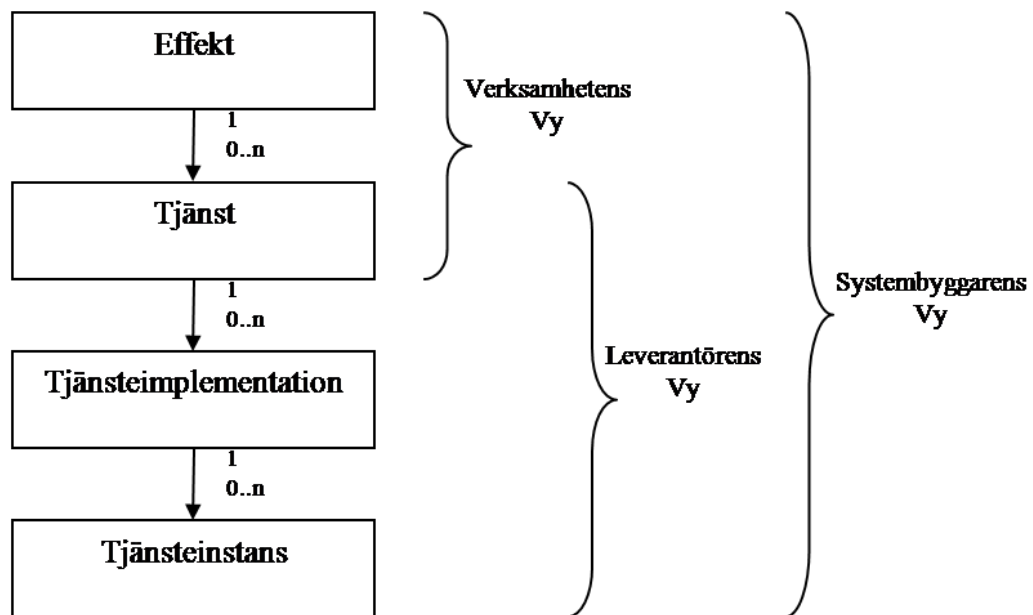 Effekt
1
0..n
Verksamhetens
Vy
Tjänst
1
0..n
Systembyggarens
Vy
Tjänsteimplementation
Leverantörens
Vy
1
0..n
Tjänsteinstans